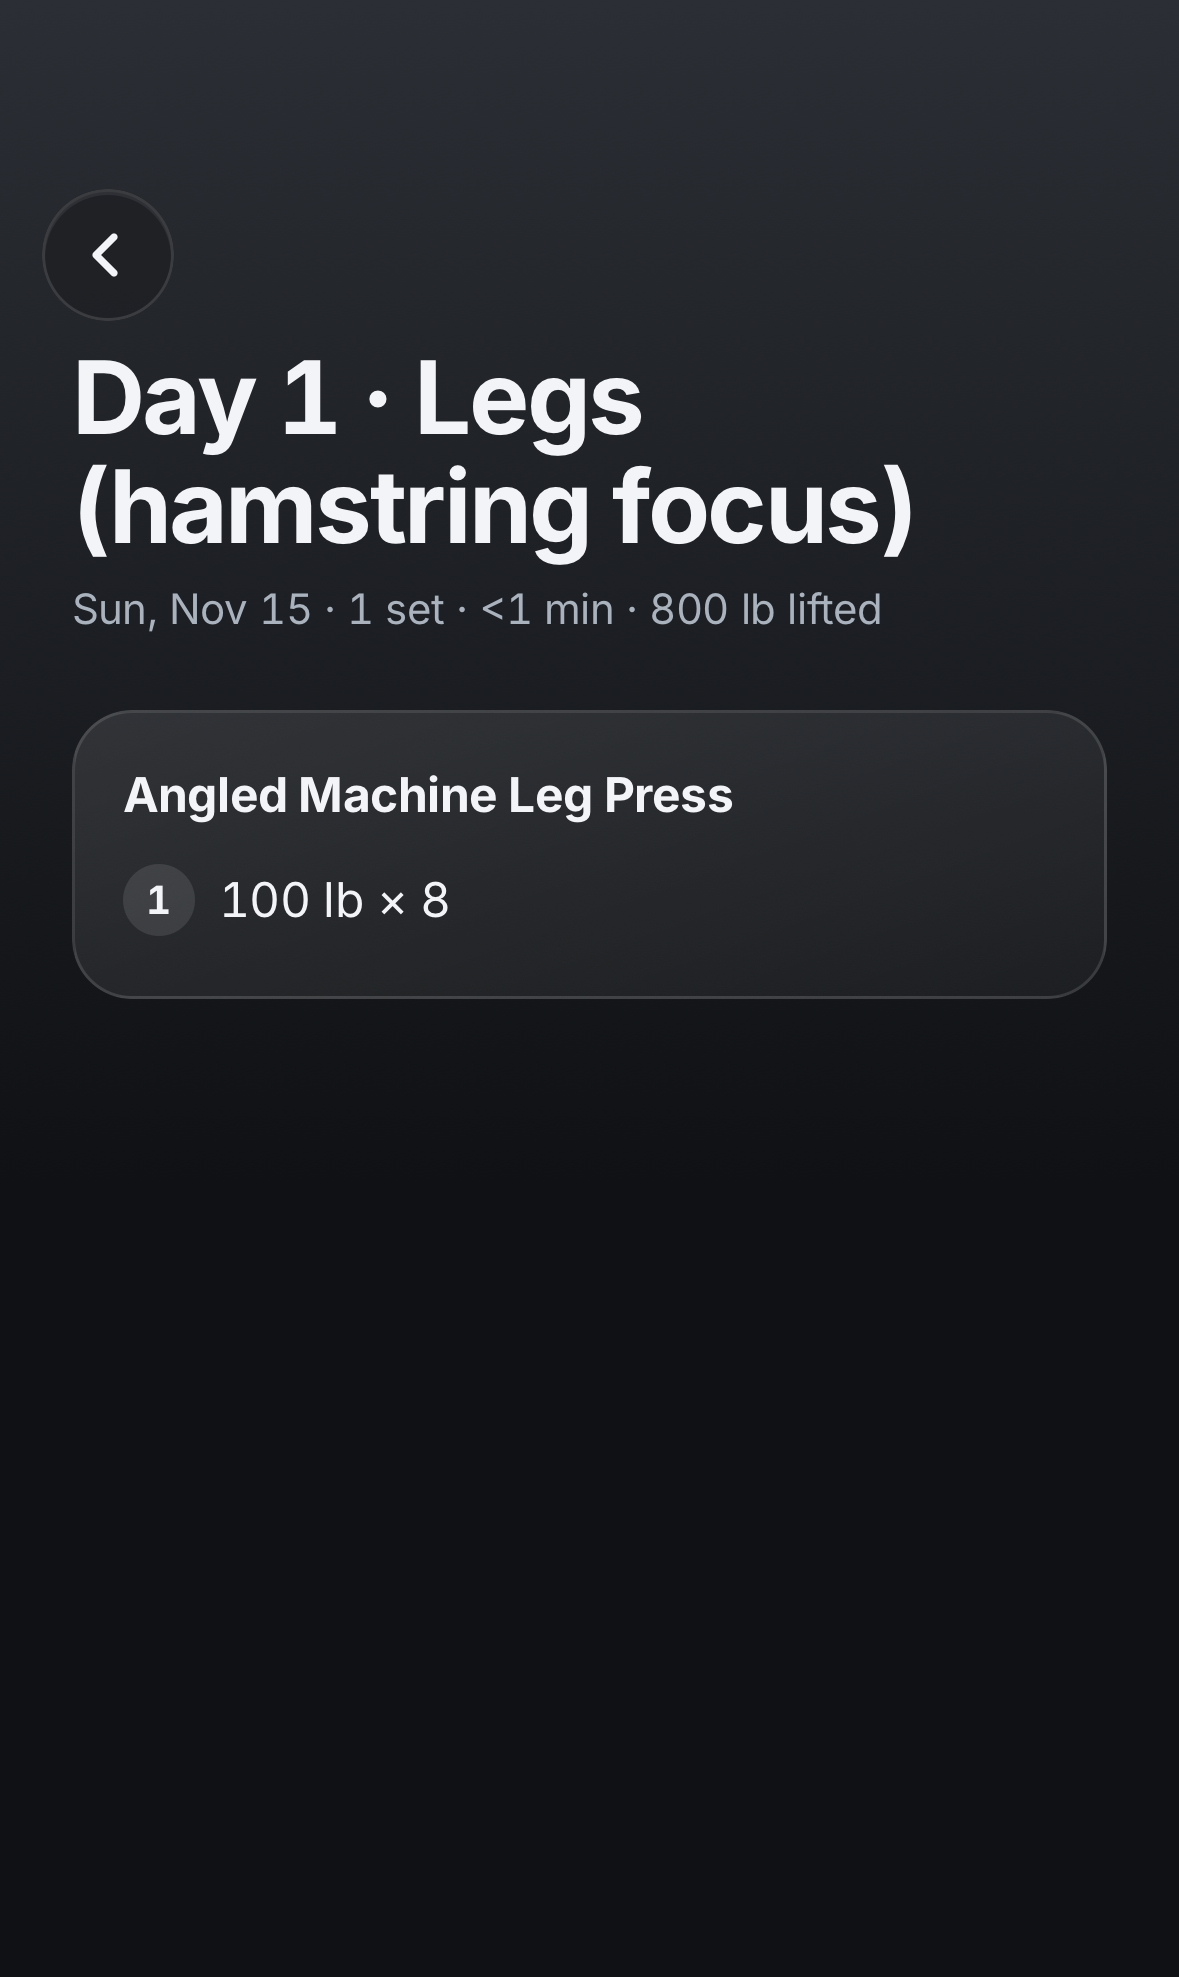 Day 1 · Legs
(hamstring focus)
Sun, Nov 15 · 1 set · <1 min · 800 lb lifted
Angled Machine Leg Press
1 100 lb × 8